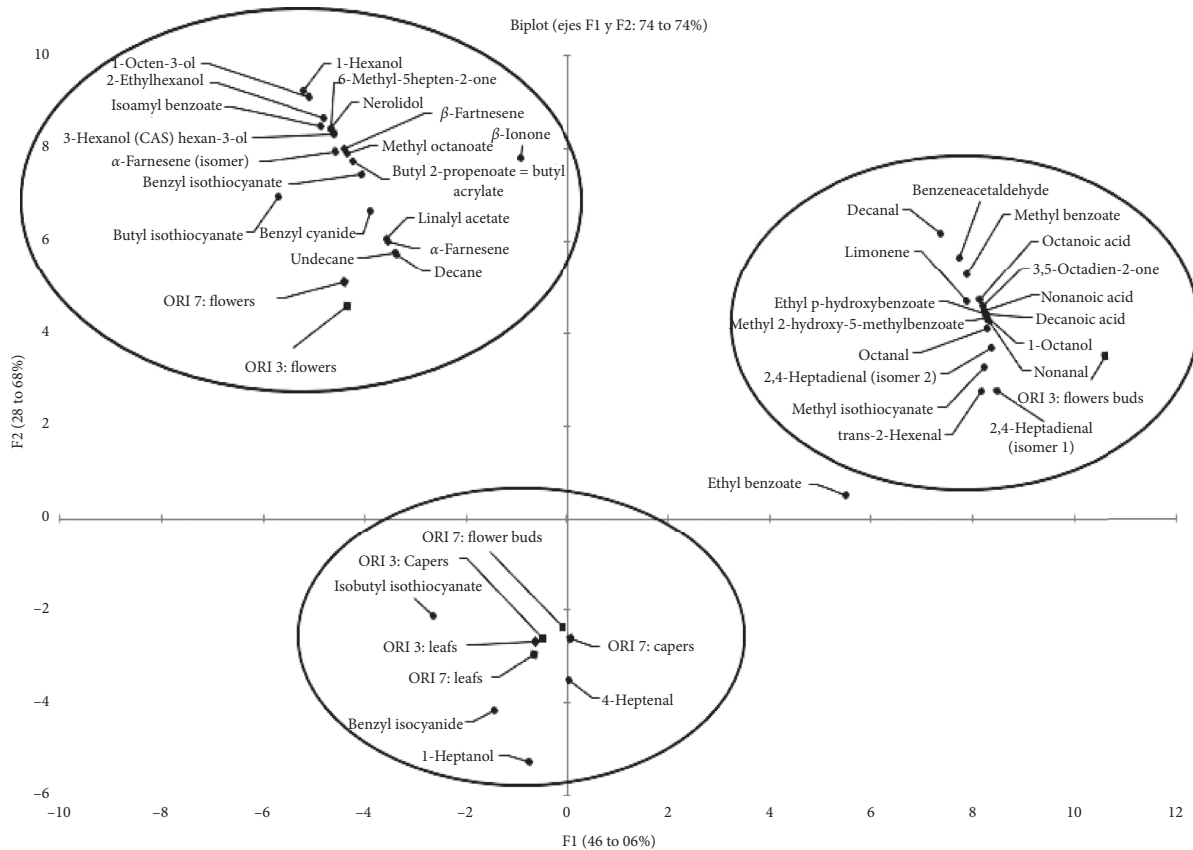 Biplot (ejes F1 y F2: 74 to 74%)
10
8
6
4
2
0
−2
−4
−6
−10
−8
−6
−4
−2
0
2
4
6
8
10
12
F2 (28 to 68%)
F1 (46 to 06%)
1-Octen-3-ol
1-Hexanol
2-Ethylhexanol
6-Methyl-5hepten-2-one
Isoamyl benzoate
Nerolidol
3-Hexanol (CAS) hexan-3-ol
β-Fartnesene
β-Ionone
α-Farnesene (isomer)
Methyl octanoate
Benzyl isothiocyanate
Butyl 2-propenoate = butyl
acrylate
Butyl isothiocyanate
Benzyl cyanide
Linalyl acetate
α-Farnesene
Undecane
Decane
ORI 7: flowers
ORI 3: flowers
Benzeneacetaldehyde
Decanal
Methyl benzoate
Limonene
Octanoic acid
3,5-Octadien-2-one
Ethyl p-hydroxybenzoate
Nonanoic acid
Methyl 2-hydroxy-5-methylbenzoate
Decanoic acid
1-Octanol
Octanal
Nonanal
2,4-Heptadienal (isomer 2)
ORI 3: flowers buds
Methyl isothiocyanate
trans-2-Hexenal
2,4-Heptadienal
(isomer 1)
Ethyl benzoate
ORI 7: flower buds
ORI 3: Capers
Isobutyl isothiocyanate
ORI 3: leafs
ORI 7: capers
ORI 7: leafs
4-Heptenal
Benzyl isocyanide
1-Heptanol